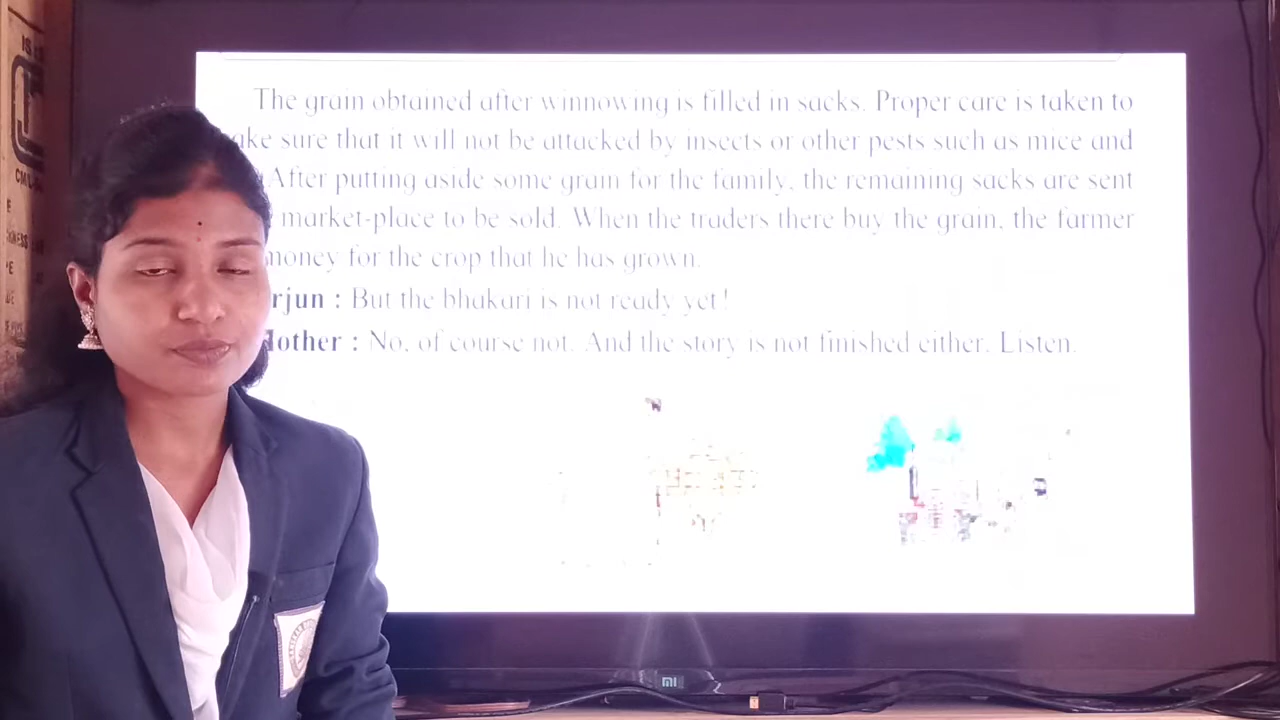 The grain obtained after winnowing is filled in sacks. Proper care is taken to
ake sure that it will not be attacked by insects or other pests such as mice and
After putting aside some grain for the family, the remaining sacks are sent
market-place to be sold. When the traders there buy the grain, the farmer
money for the crop that he has grown.
rjun : But the bhakari is not ready yet!
other : No, of course not. And the story is not finished either. Listen.
mi